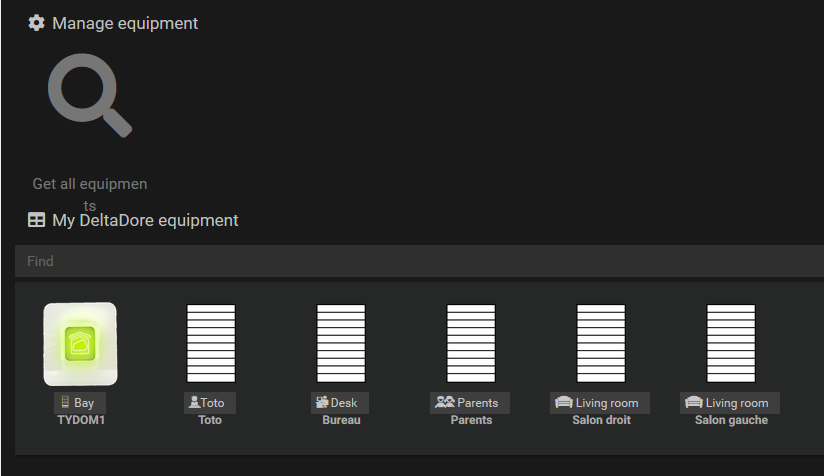 Manage equipment
Get all equipmen
ts
My DeltaDore equipment
Find
Bay
TYDOM1
Toto
Toto
Desk
Bureau
Parents
Parents
Living room
Salon droit
Living room
Salon gauche